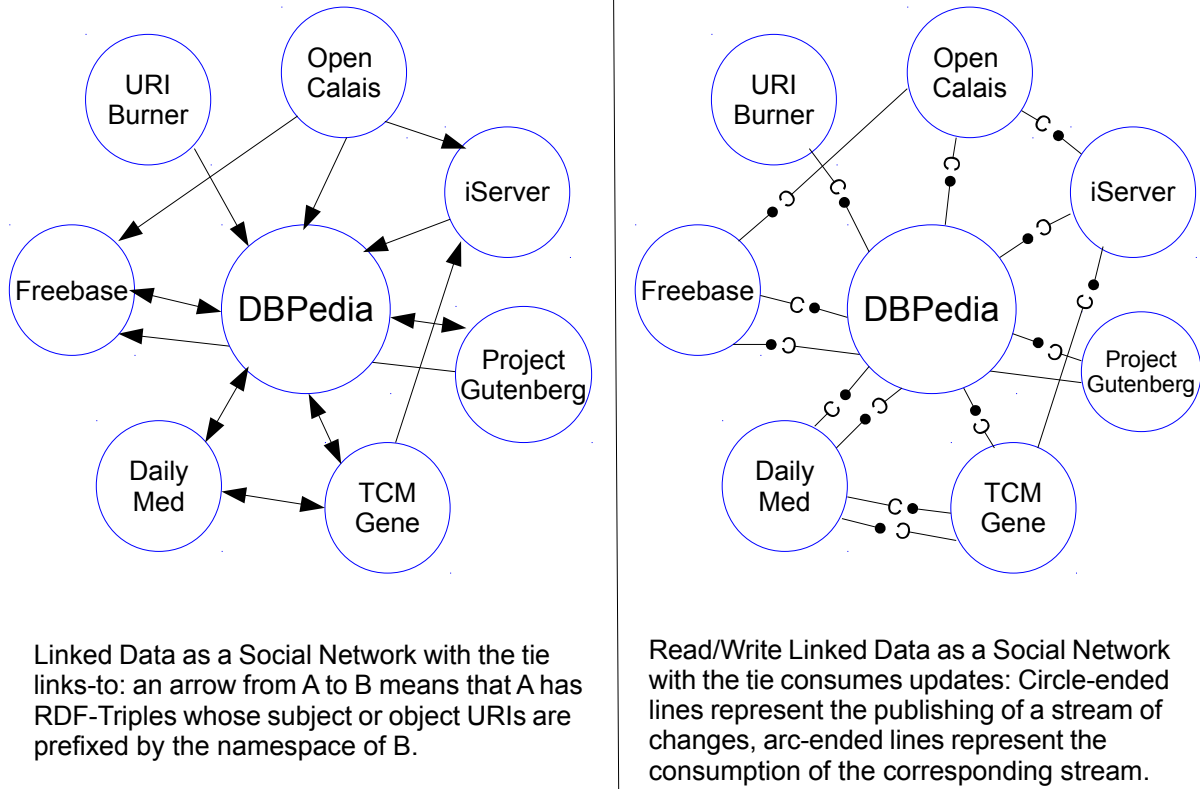 URI
Burner
Open
Calais
iServer
Freebase
DBPedia
Project
Gutenberg
Daily
Med
TCM
Gene
Linked Data as a Social Network with the tie
links-to: an arrow from A to B means that A has
RDF-Triples whose subject or object URIs are
prefixed by the namespace of B.
URI
Burner
Open
Calais
iServer
Freebase
DBPedia
Project
Gutenberg
Daily
Med
TCM
Gene
Read/Write Linked Data as a Social Network
with the tie consumes updates: Circle-ended
lines represent the publishing of a stream of
changes, arc-ended lines represent the
consumption of the corresponding stream.